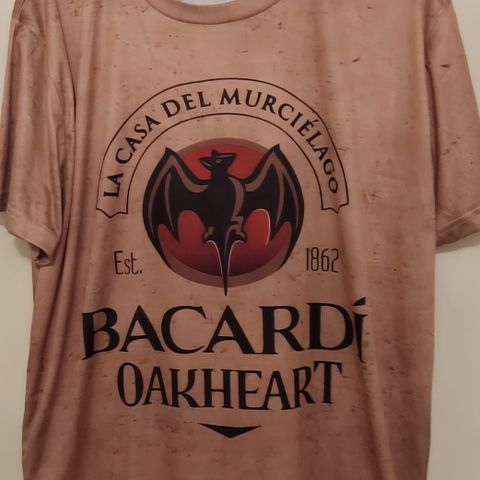 LA CASA DEL MURCIÉLAGO
Est. 1862
BACARDÍ
OAKHEART